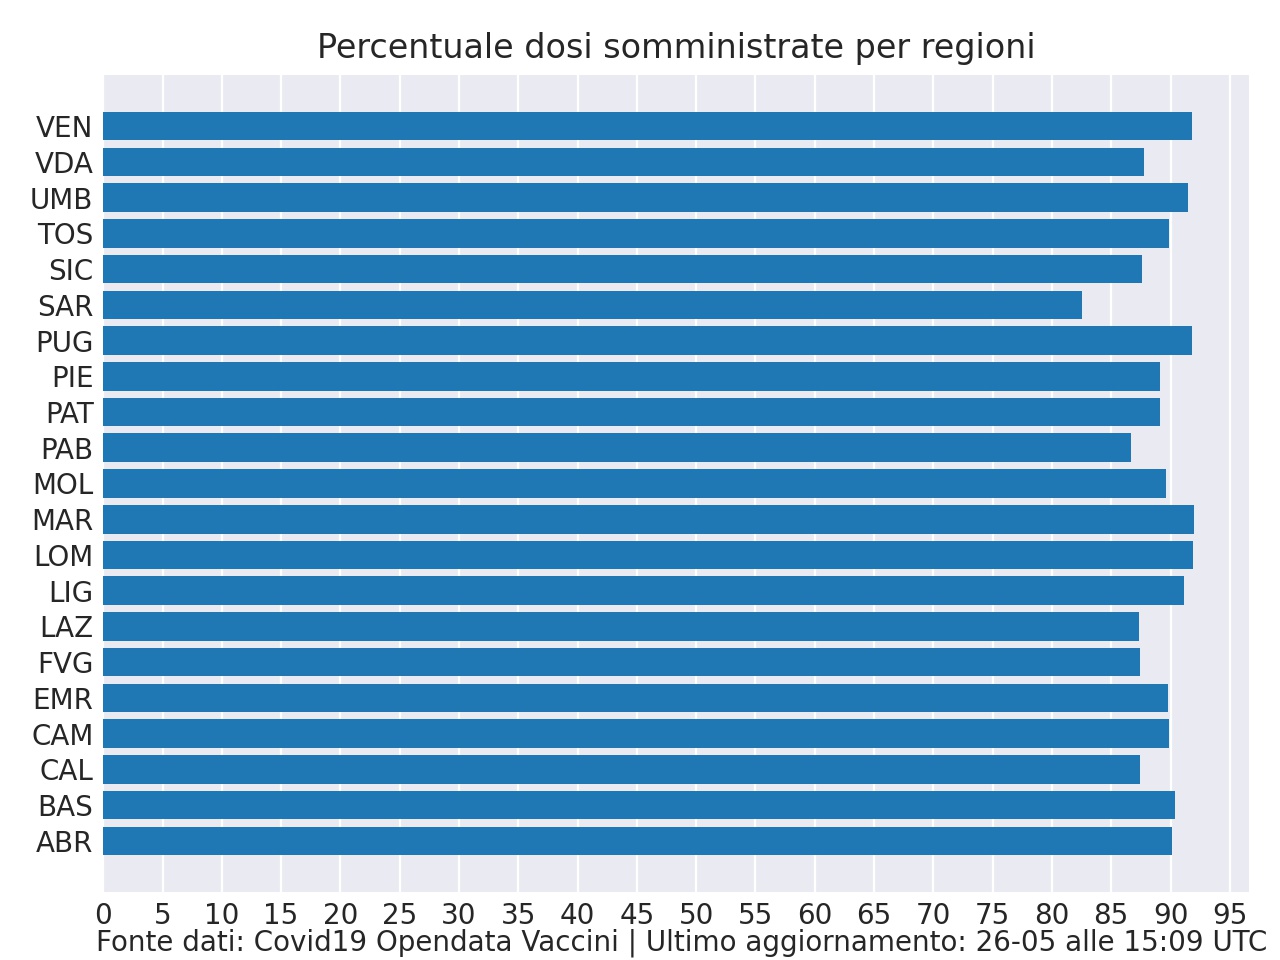 Percentuale dosi somministrate per regioni
VEN
VDA
UMB
TOS
SIC
SAR
PUG
PIE
PAT
PAB
MOL
MAR
LOM
LIG
LAZ
FVG
EMR
CAM
CAL
BAS
ABR
0 5 10 15 20 25 30 35 40 45 50 55 60 65 70 75 80 85 90 95
Fonte dati: Covid19 Opendata Vaccini | Ultimo aggiornamento: 26-05 alle 15:09 UTC